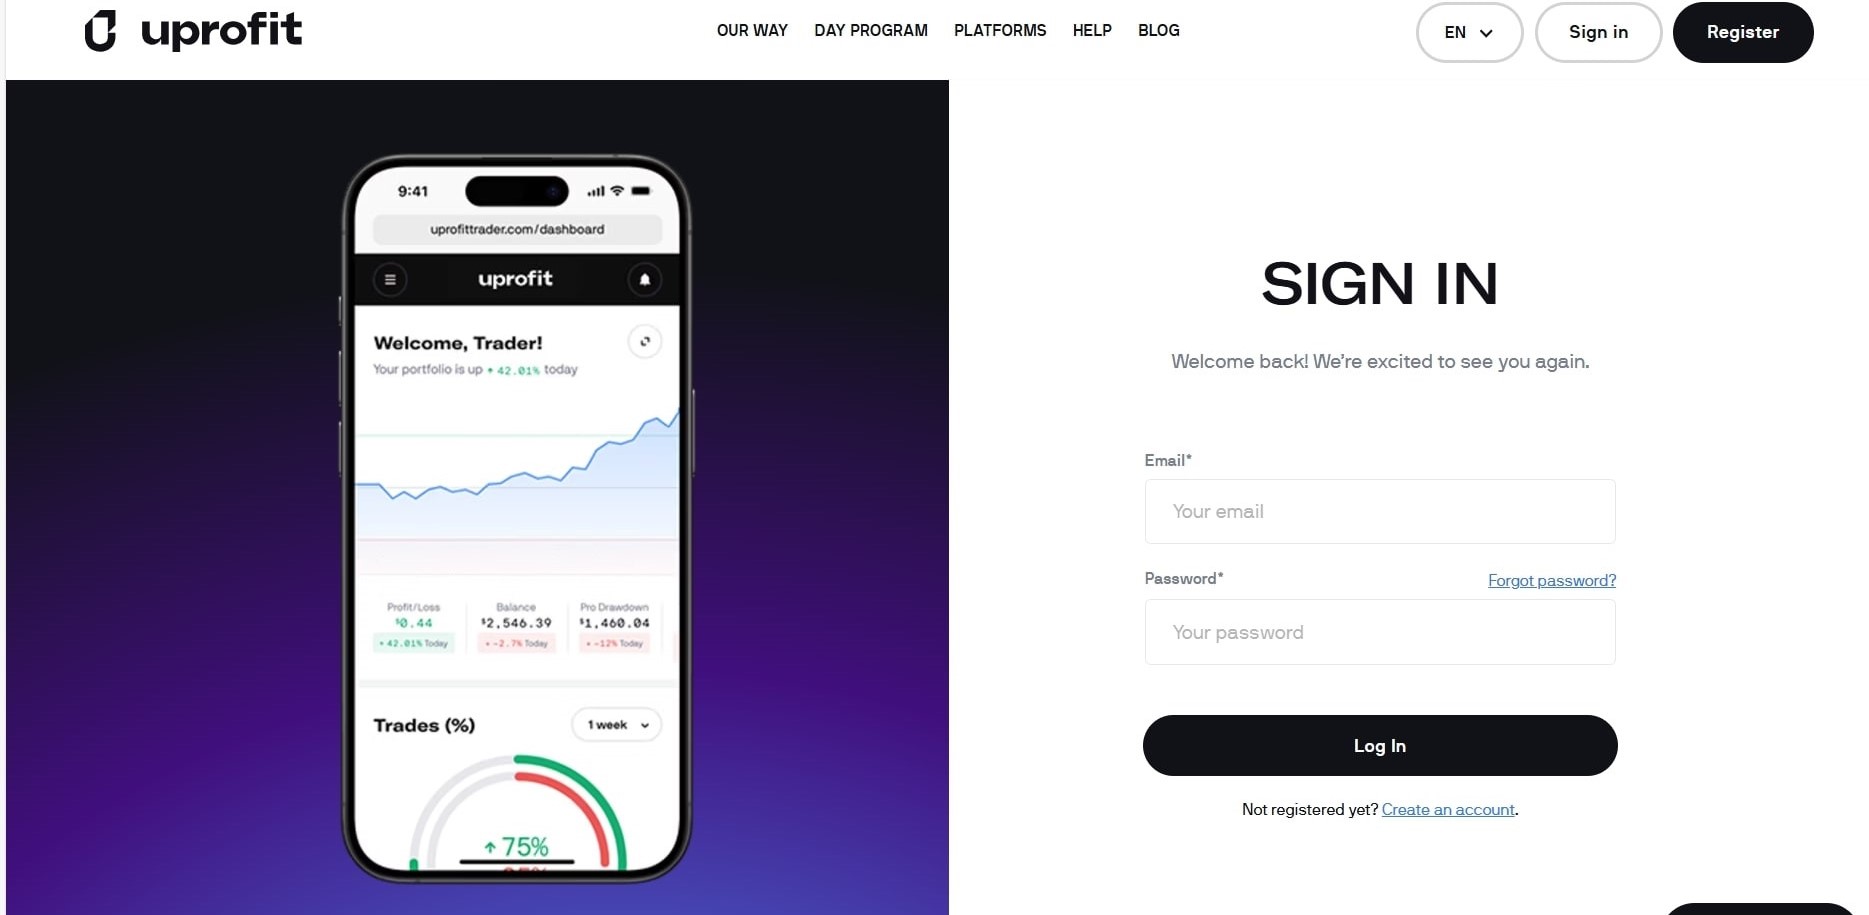 uprofit
OUR WAY DAY PROGRAM PLATFORMS HELP BLOG
EN
Sign in
Register
9:41
uprofittrader.com/dashboard
uprofit
Welcome, Trader!
Your portfolio is up 42.01% today
Profit/Loss Balance Pro Drawdown
$0.44 $2,546.39 $1,460.04
42.01% Today -2.7% Today -12% Today
Trades (%) 1 week
75%
SIGN IN
Welcome back! We're excited to see you again.
Email*
Your email
Password* Forgot password?
Your password
Log In
Not registered yet? Create an account.